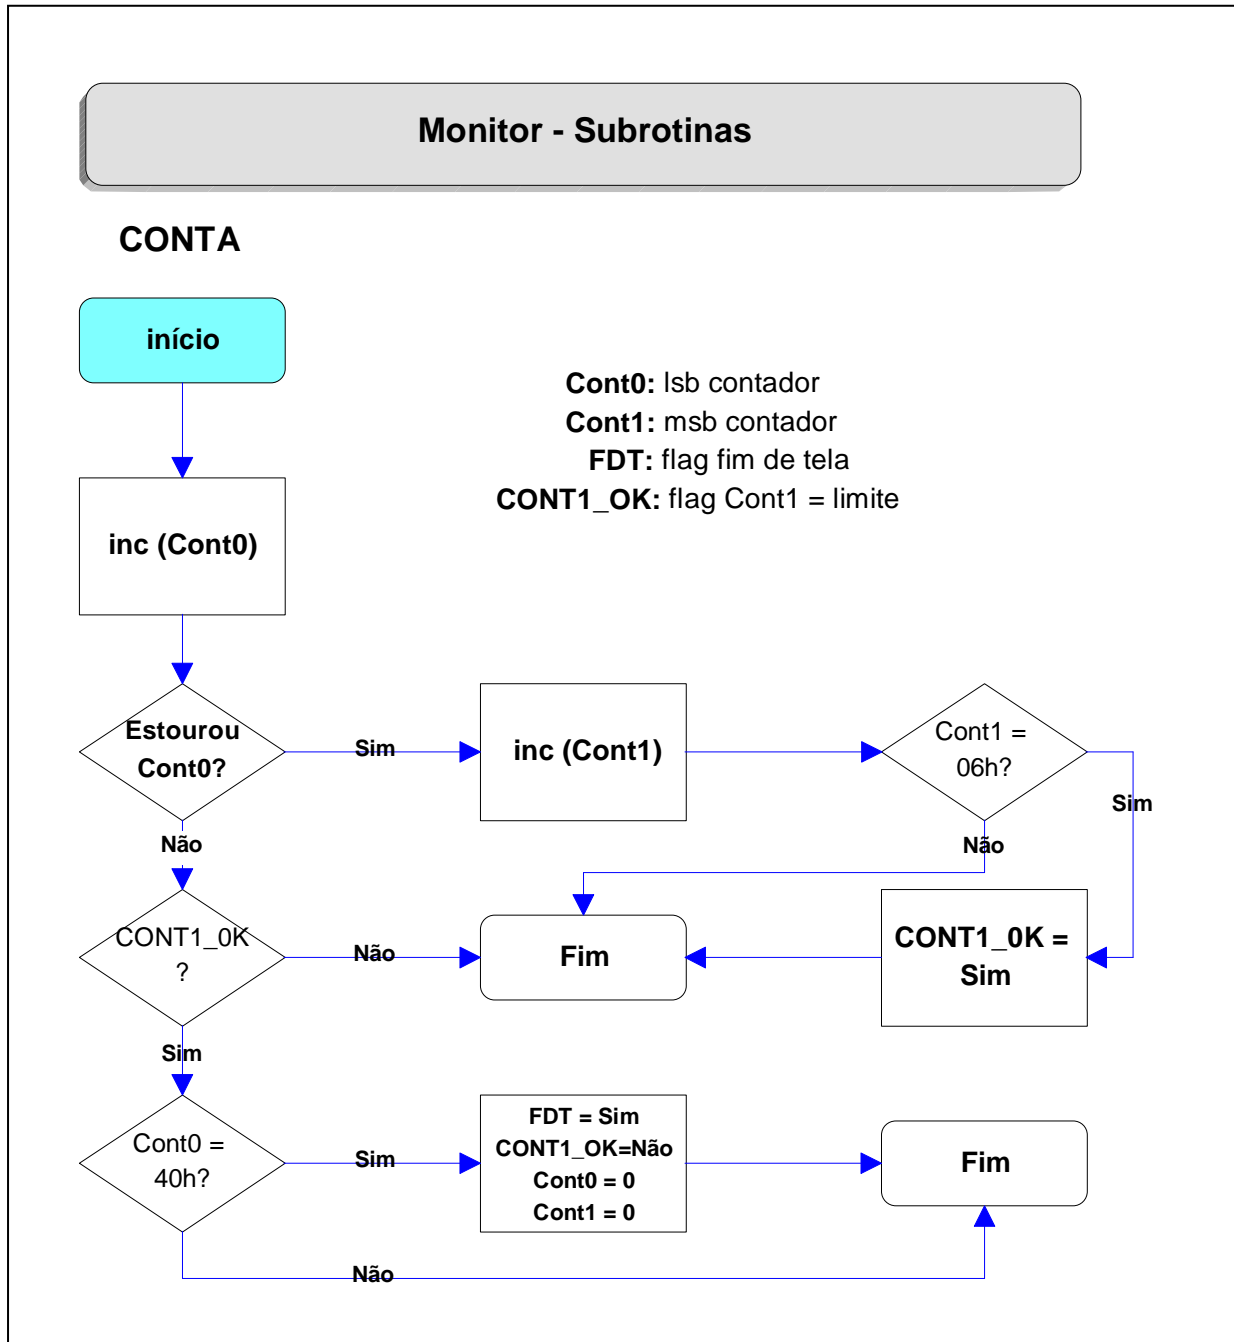 Monitor - Subrotinas
CONTA
início
Cont0: lsb contador
Cont1: msb contador
FDT: flag fim de tela
CONT1_OK: flag Cont1 = limite
inc (Cont0)
Estourou
Cont0?
Sim
inc (Cont1)
Cont1 =
06h?
Sim
Não
Não
CONT1_0K
?
Não
Fim
CONT1_0K =
Sim
Sim
Cont0 =
40h?
Sim
FDT = Sim
CONT1_OK=Não
Cont0 = 0
Cont1 = 0
Fim
Não